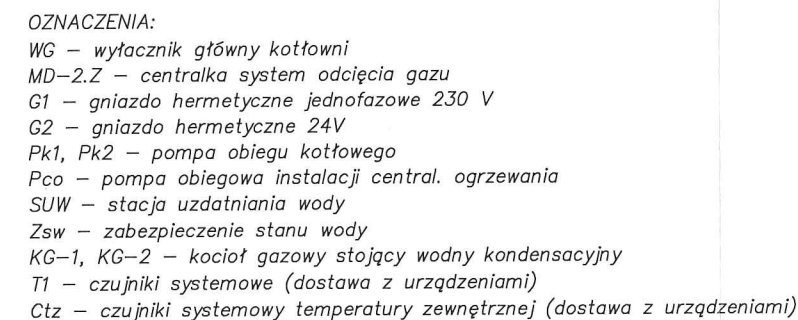 OZNACZENIA:
WG – wyłacznik główny kotłowni
MD–2.Z – centralka system odcięcia gazu
G1 – gniazdo hermetyczne jednofazowe 230 V
G2 – gniazdo hermetyczne 24V
Pk1, Pk2 – pompa obiegu kotłowego
Pco – pompa obiegowa instalacji central. ogrzewania
SUW – stacja uzdatniania wody
Zsw – zabezpieczenie stanu wody
KG–1, KG–2 – kocioł gazowy stojący wodny kondensacyjny
T1 – czujniki systemowe (dostawa z urządzeniami)
Ctz – czujniki systemowy temperatury zewnętrznej (dostawa z urządzeniami)